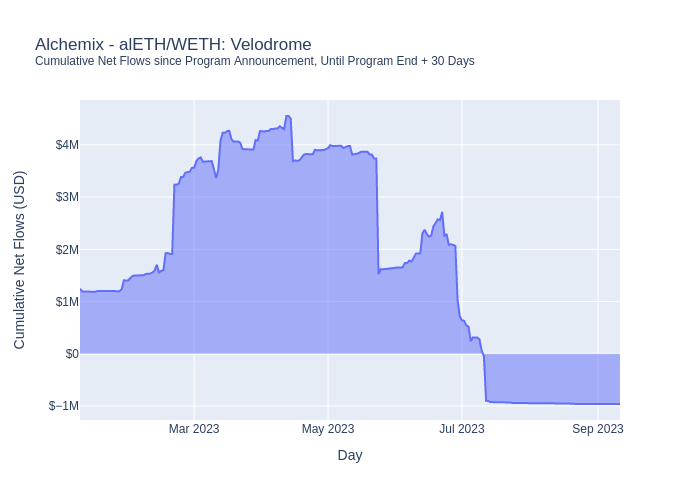 Alchemix - alETH/WETH: Velodrome
Cumulative Net Flows since Program Announcement, Until Program End + 30 Days
Cumulative Net Flows (USD)
$4M
$3M
$2M
$1M
$0
$−1M
Mar 2023
May 2023
Jul 2023
Sep 2023
Day